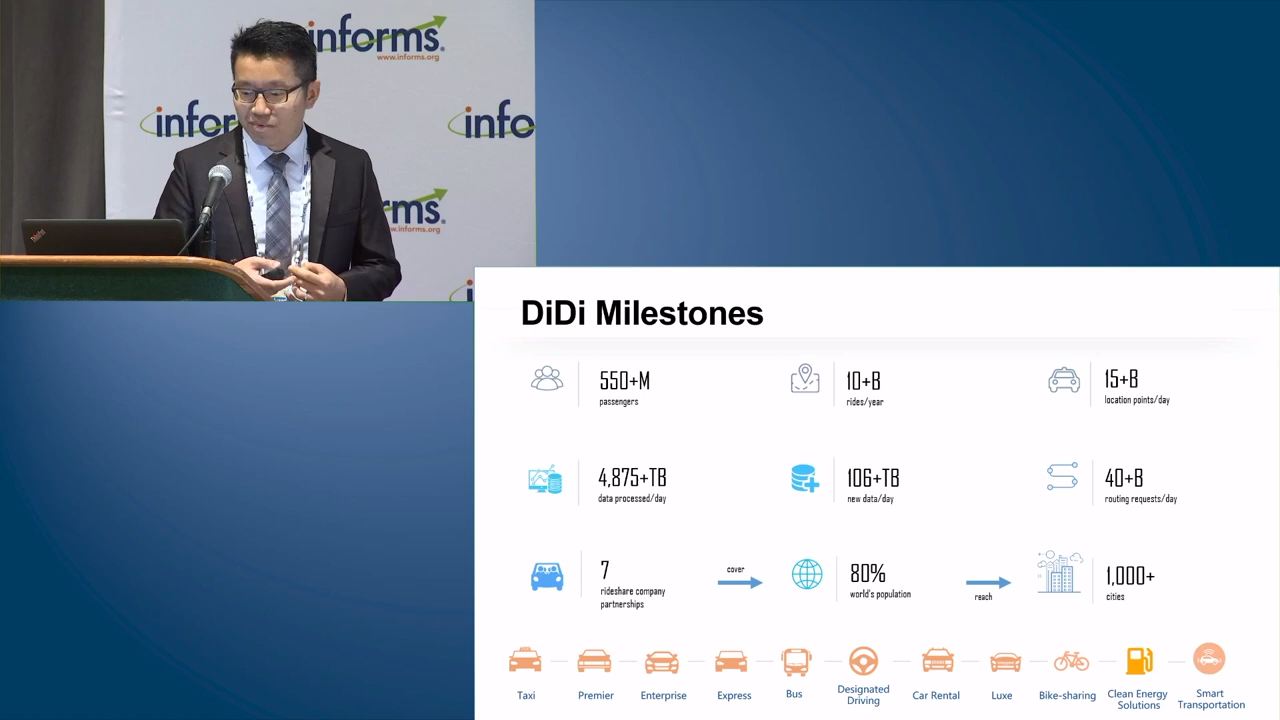 informs.
www.informs.org
infor
info
rms.
w.informs.org
ThinkPad
DiDi Milestones
550+M
passengers
10+B
rides/year
15+B
location points/day
4,875+TB
data processed/day
106+TB
new data/day
40+B
routing requests/day
7
rideshare company
partnerships
cover
80%
world's population
reach
1,000+
cities
Taxi
Premier
Enterprise
Express
Bus
Designated
Driving
Car Rental
Luxe
Bike-sharing
Clean Energy
Solutions
Smart
Transportation